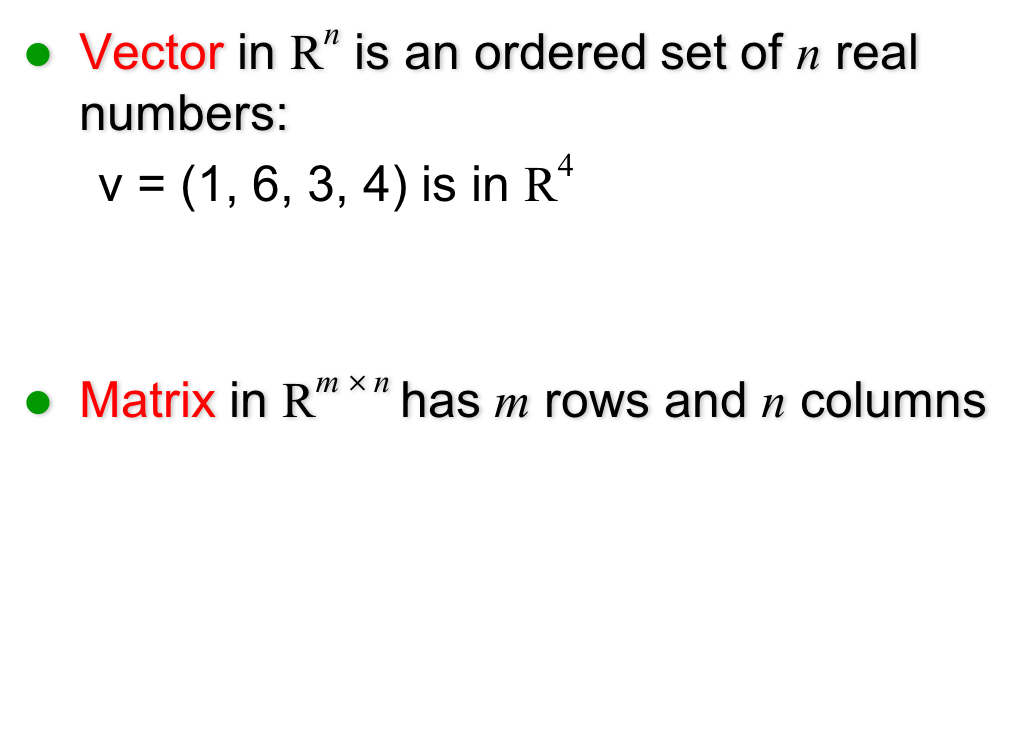 ● Vector in Rⁿ is an ordered set of n real
numbers:
v = (1, 6, 3, 4) is in R⁴
● Matrix in Rᵐ ˣ ⁿ has m rows and n columns